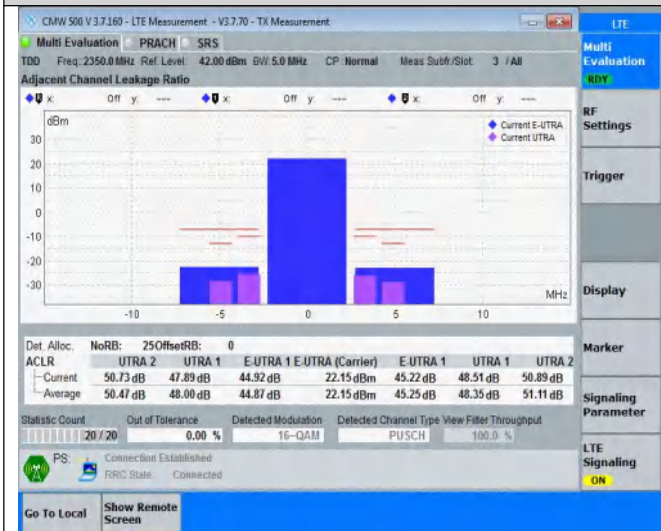 CMW 500 V 3.7.160 - LTE Measurement - V3.7.70 - TX Measurement
LTE
Multi Evaluation PRACH SRS
TDD Freq.: 2350.0 MHz Ref. Level: 42.00 dBm BW: 5.0 MHz CP: Normal Meas Subfr./Slot: 3 / All
Adjacent Channel Leakage Ratio
x: Off y: --- x: Off y: --- x: Off y: ---
dBm
Current E-UTRA
Current UTRA
30
20
10
0
-10
-20
-30
MHz
-10 -5 0 5 10
Det. Alloc. NoRB: 25 OffsetRB: 0
ACLR UTRA 2 UTRA 1 E-UTRA 1 E-UTRA (Carrier) E-UTRA 1 UTRA 1 UTRA 2
Current 50.73 dB 47.89 dB 44.92 dB 22.15 dBm 45.22 dB 48.51 dB 50.89 dB
Average 50.47 dB 48.00 dB 44.87 dB 22.15 dBm 45.25 dB 48.35 dB 51.11 dB
Statistic Count Out of Tolerance Detected Modulation Detected Channel Type View Filter Throughput
20 / 20 0.00 % 16-QAM PUSCH 100.0 %
PS: Connection Established
RRC State: Connected
Multi
Evaluation
RDY
RF
Settings
Trigger
Display
Marker
Signaling
Parameter
LTE
Signaling
ON
Go To Local
Show Remote
Screen